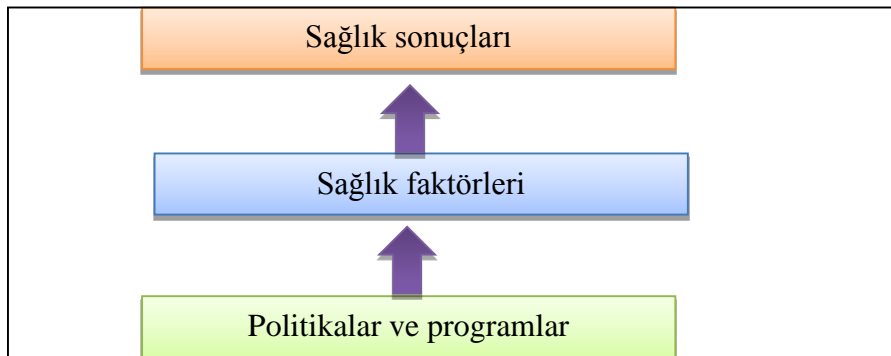 Sağlık sonuçları
Sağlık faktörleri
Politikalar ve programlar